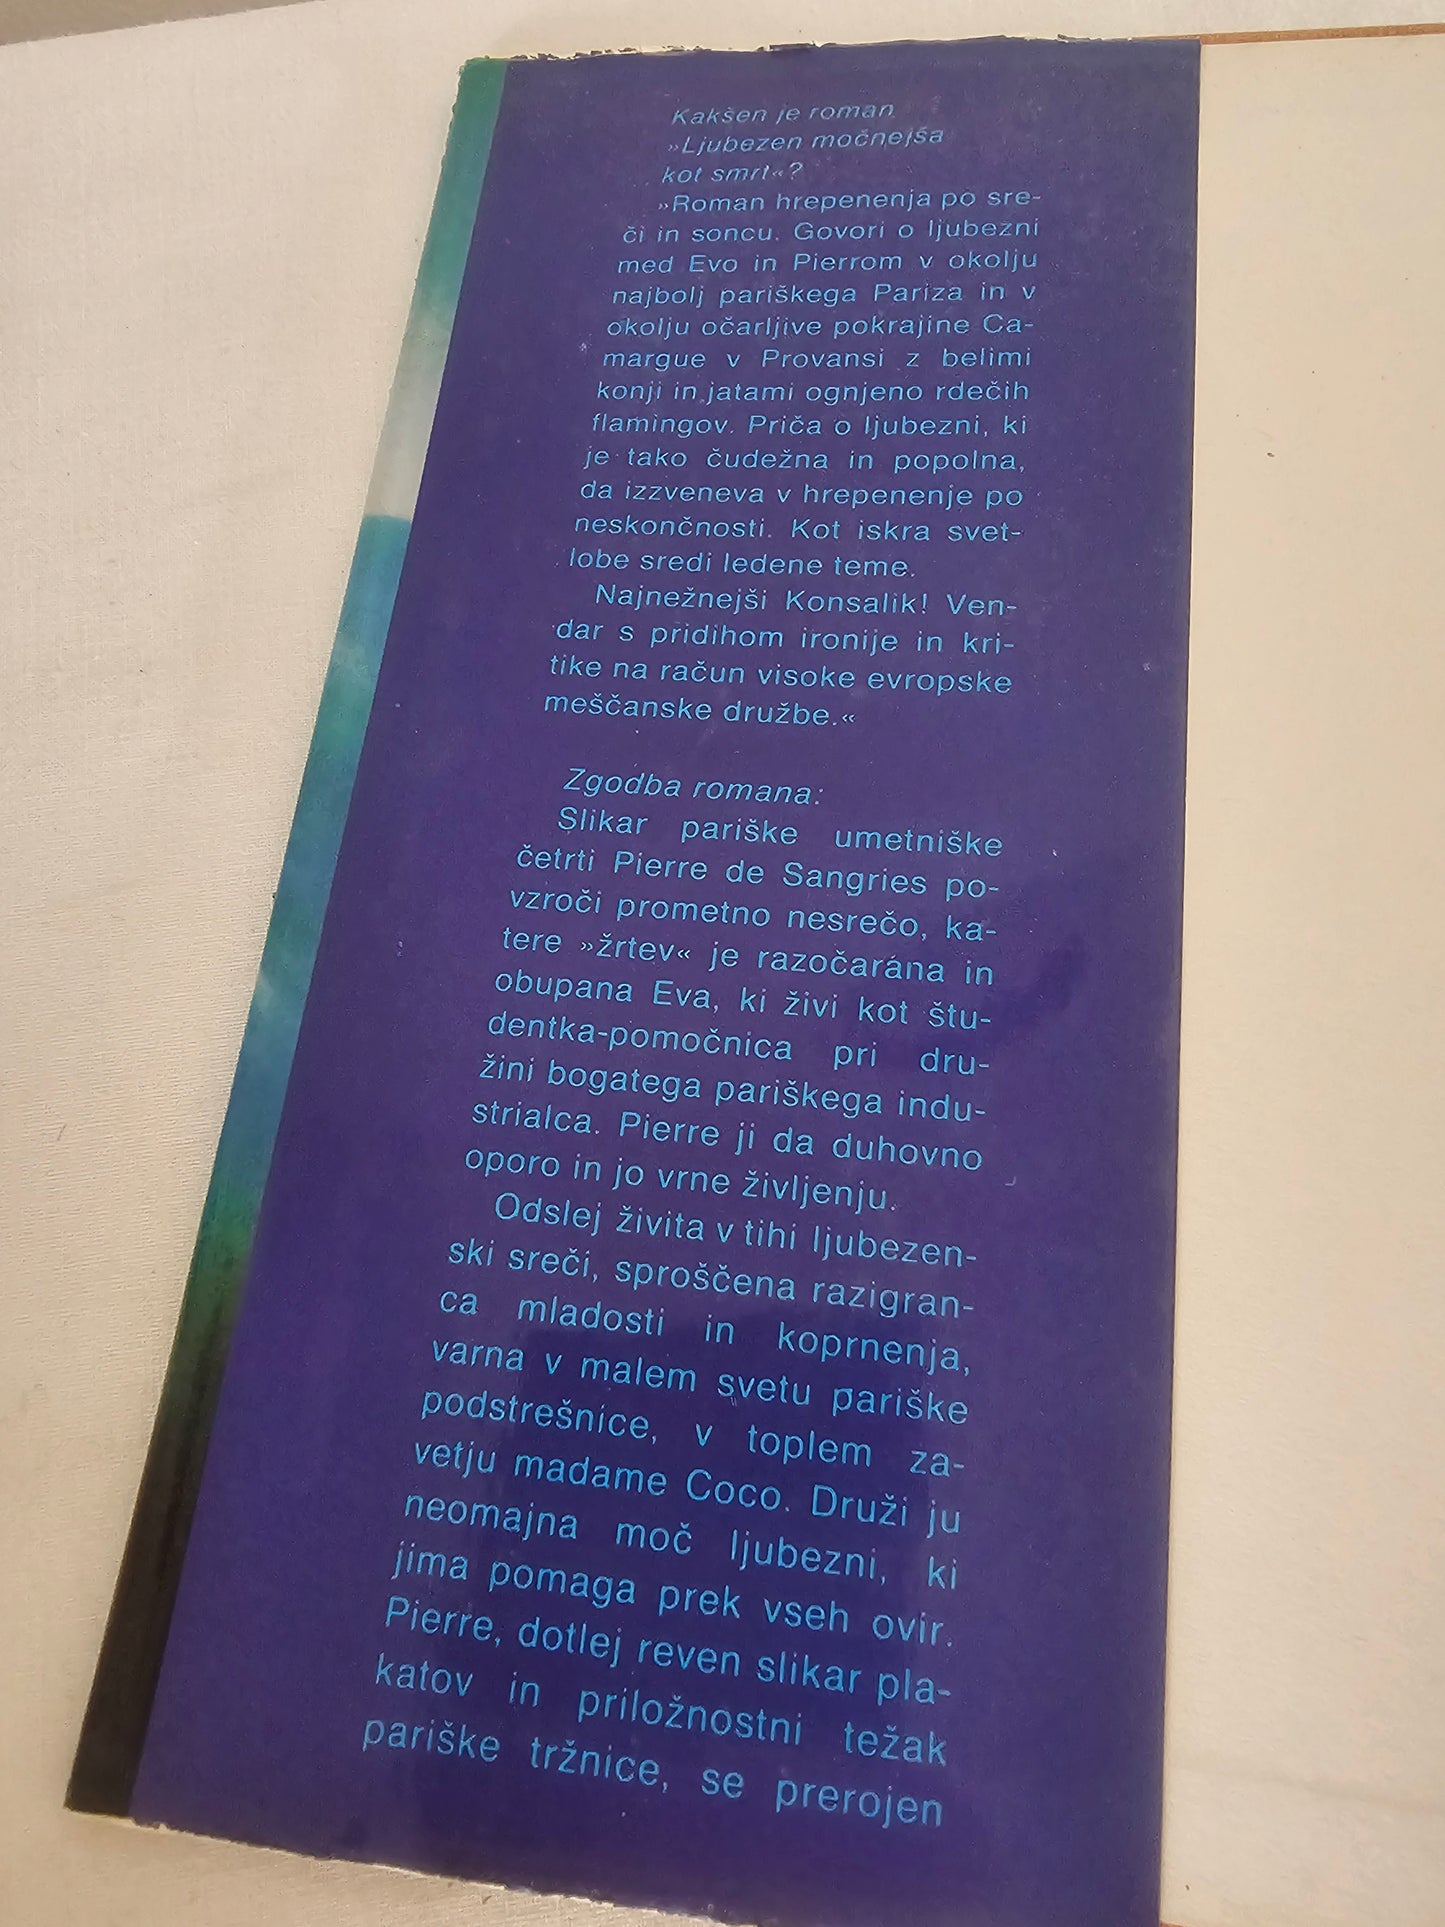 Kakšen je roman
»Ljubezen močnejša
kot smrt«?
»Roman hrepenenja po sre-
či in soncu. Govori o ljubezni
med Evo in Pierrom v okolju
najbolj pariškega Pariza in v
okolju očarljive pokrajine Ca-
margue v Provansi z belimi
konji in jatami ognjeno rdečih
flamingov. Priča o ljubezni, ki
je tako čudežna in popolna,
da izzveneva v hrepenenje po
neskončnosti. Kot iskra svet-
lobe sredi ledene teme.
Najnežnejši Konsalik! Ven-
dar s pridihom ironije in kri-
tike na račun visoke evropske
meščanske družbe.«
Zgodba romana:
Slikar pariške umetniške
četrti Pierre de Sangries po-
vzroči prometno nesrečo, ka-
tere »žrtev« je razočarana in
obupana Eva, ki živi kot štu-
dentka-pomočnica pri dru-
žini bogatega pariškega indu-
strialca. Pierre ji da duhovno
oporo in jo vrne življenju.
Odslej živita v tihi ljubezen-
ski sreči, sproščena razigran-
ca mladosti in koprnenja,
varna v malem svetu pariške
podstrešnice, v toplem za-
vetju madame Coco. Druži ju
neomajna moč ljubezni, ki
jima pomaga prek vseh ovir.
Pierre, dotlej reven slikar pla-
katov in priložnostni težak
pariške tržnice, se prerojen